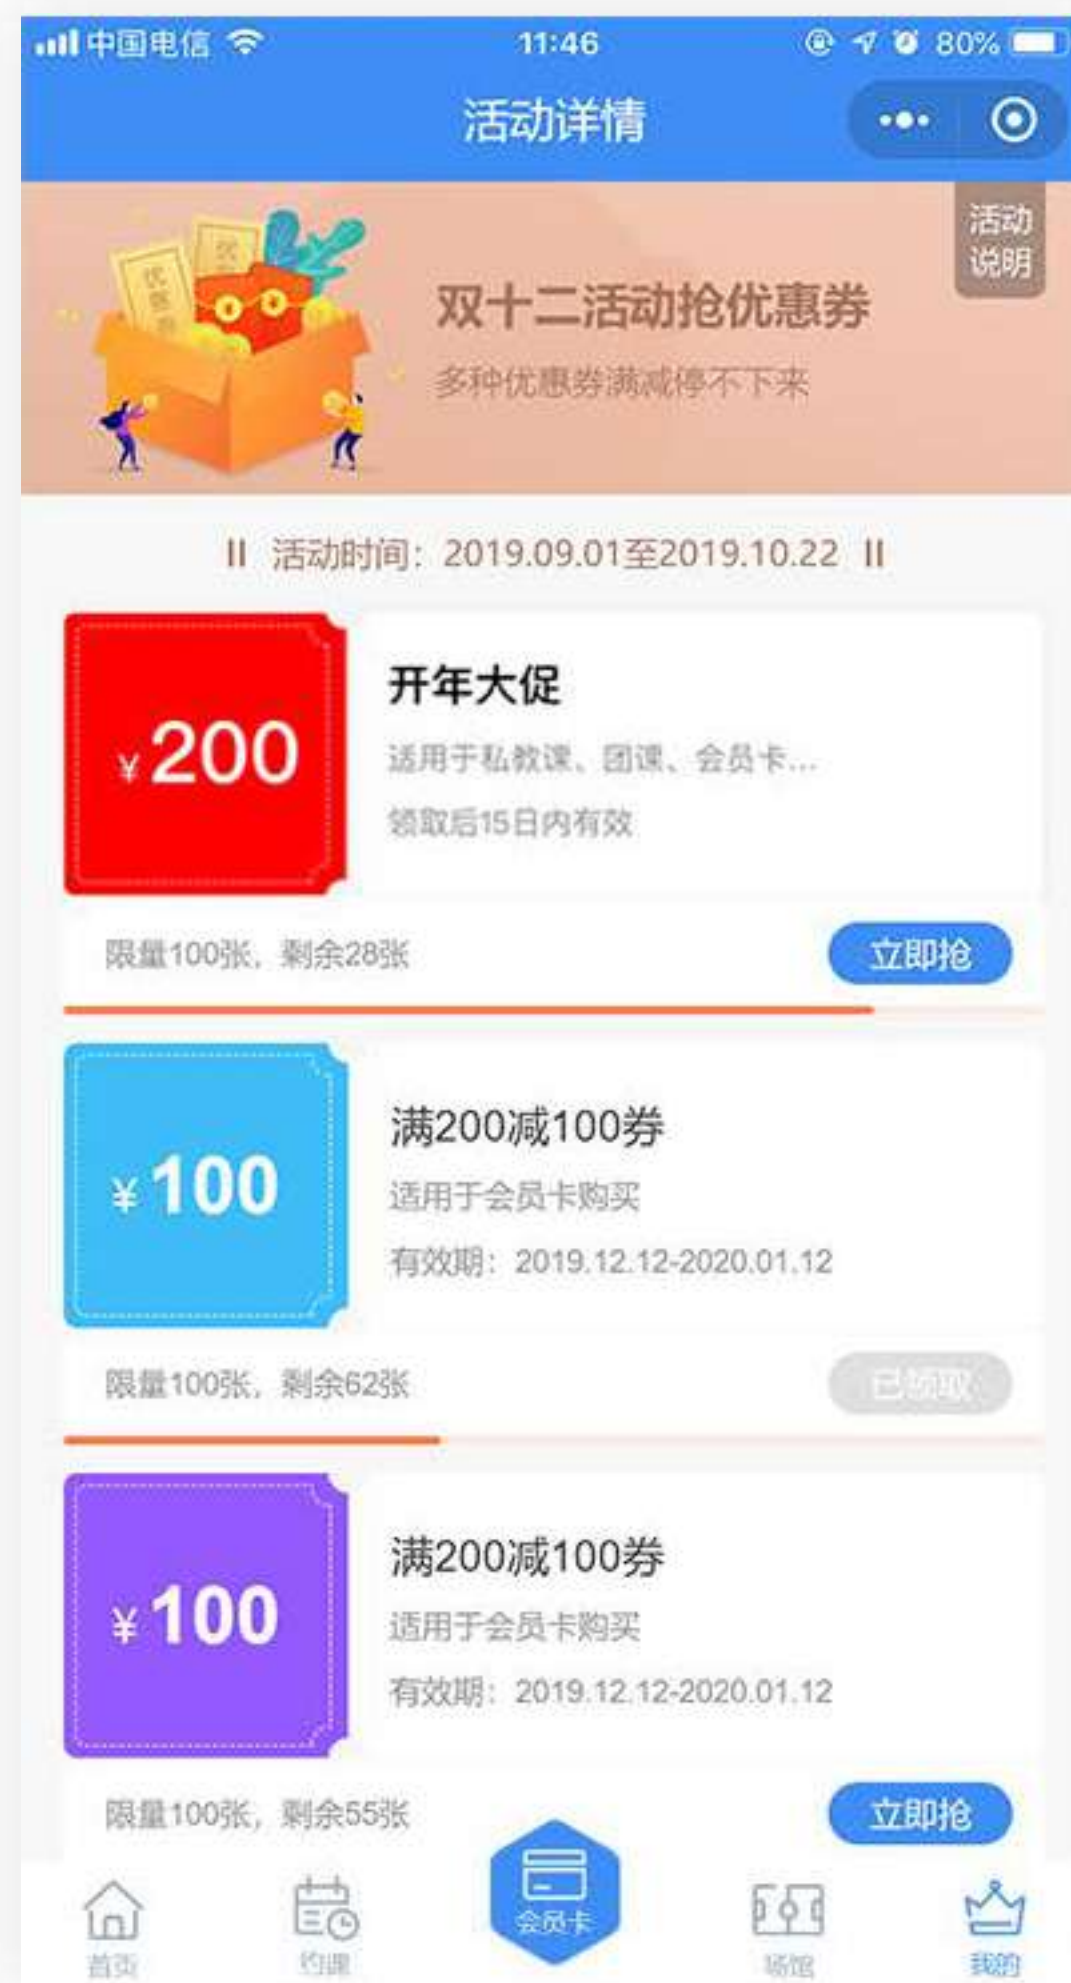 中国电信
11:46
80%
活动详情
活动
说明
优惠券
优
双十二活动抢优惠券
多种优惠券满减停不下来
活动时间：2019.09.01至2019.10.22
¥200
开年大促
适用于私教课、团课、会员卡...
领取后15日内有效
限量100张，剩余28张
立即抢
¥100
满200减100券
适用于会员卡购买
有效期：2019.12.12-2020.01.12
限量100张，剩余62张
已领取
¥100
满200减100券
适用于会员卡购买
有效期：2019.12.12-2020.01.12
限量100张，剩余55张
立即抢
首页
约课
会员卡
场馆
我的